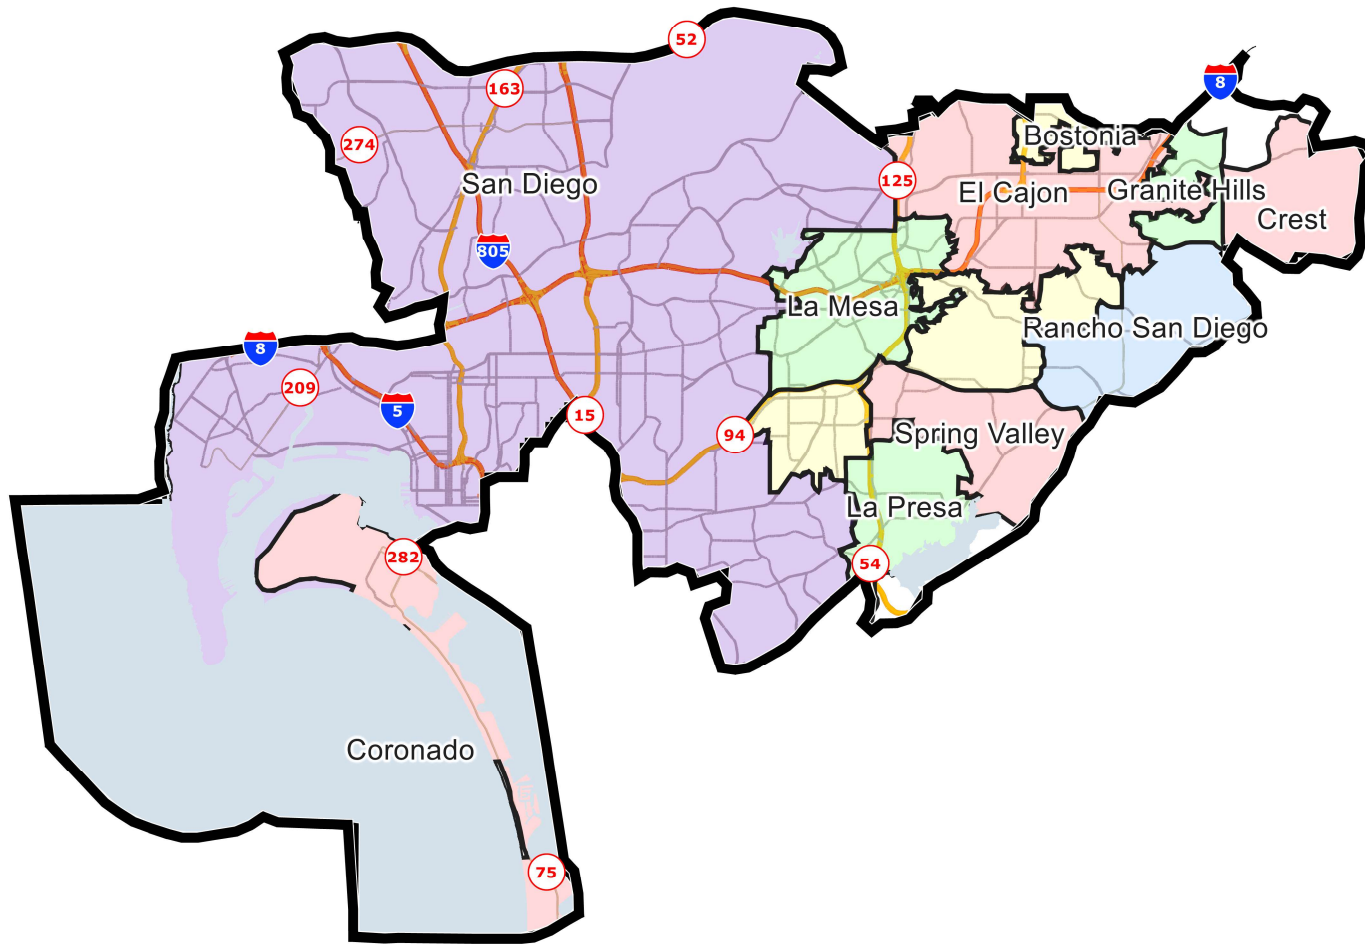 52
8
163
Bostonia
274
125
San Diego
El Cajon
Granite Hills
Crest
805
La Mesa
Rancho San Diego
8
209
5
15
94
Spring Valley
La Presa
282
54
Coronado
75